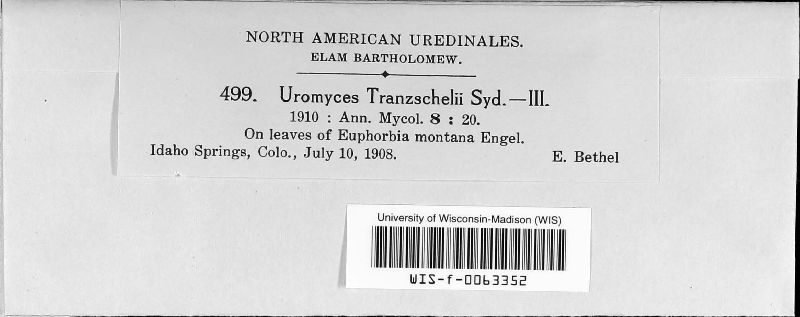 NORTH AMERICAN UREDINALES.
ELAM BARTHOLOMEW.
499. Uromyces Tranzschelii Syd.—III.
1910 : Ann. Mycol. 8 : 20.
On leaves of Euphorbia montana Engel.
Idaho Springs, Colo., July 10, 1908. E. Bethel
University of Wisconsin-Madison (WIS)
WIS-f-0063352